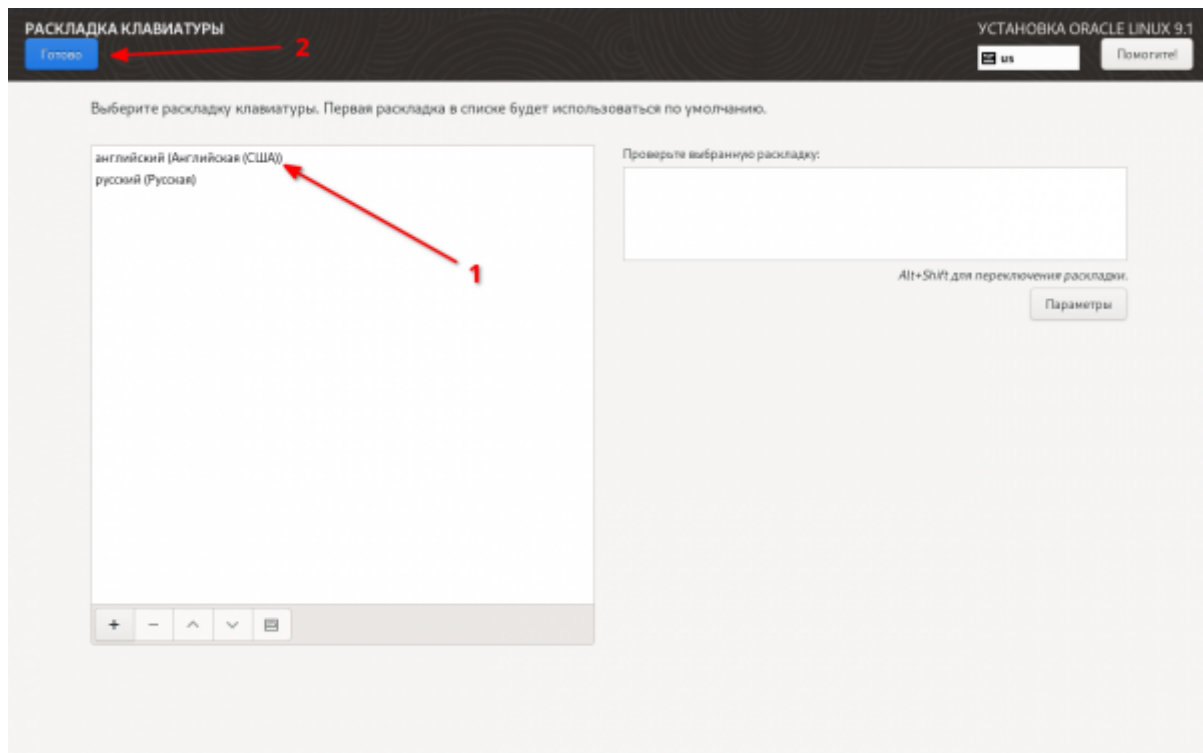 РАСКЛАДКА КЛАВИАТУРЫ
УСТАНОВКА ORACLE LINUX 9.1
Готово
2
us
Помогите!
Выберите раскладку клавиатуры. Первая раскладка в списке будет использоваться по умолчанию.
английский (Английская (США))
Проверьте выбранную раскладку:
русский (Русская)
1
Alt+Shift для переключения раскладки.
Параметры